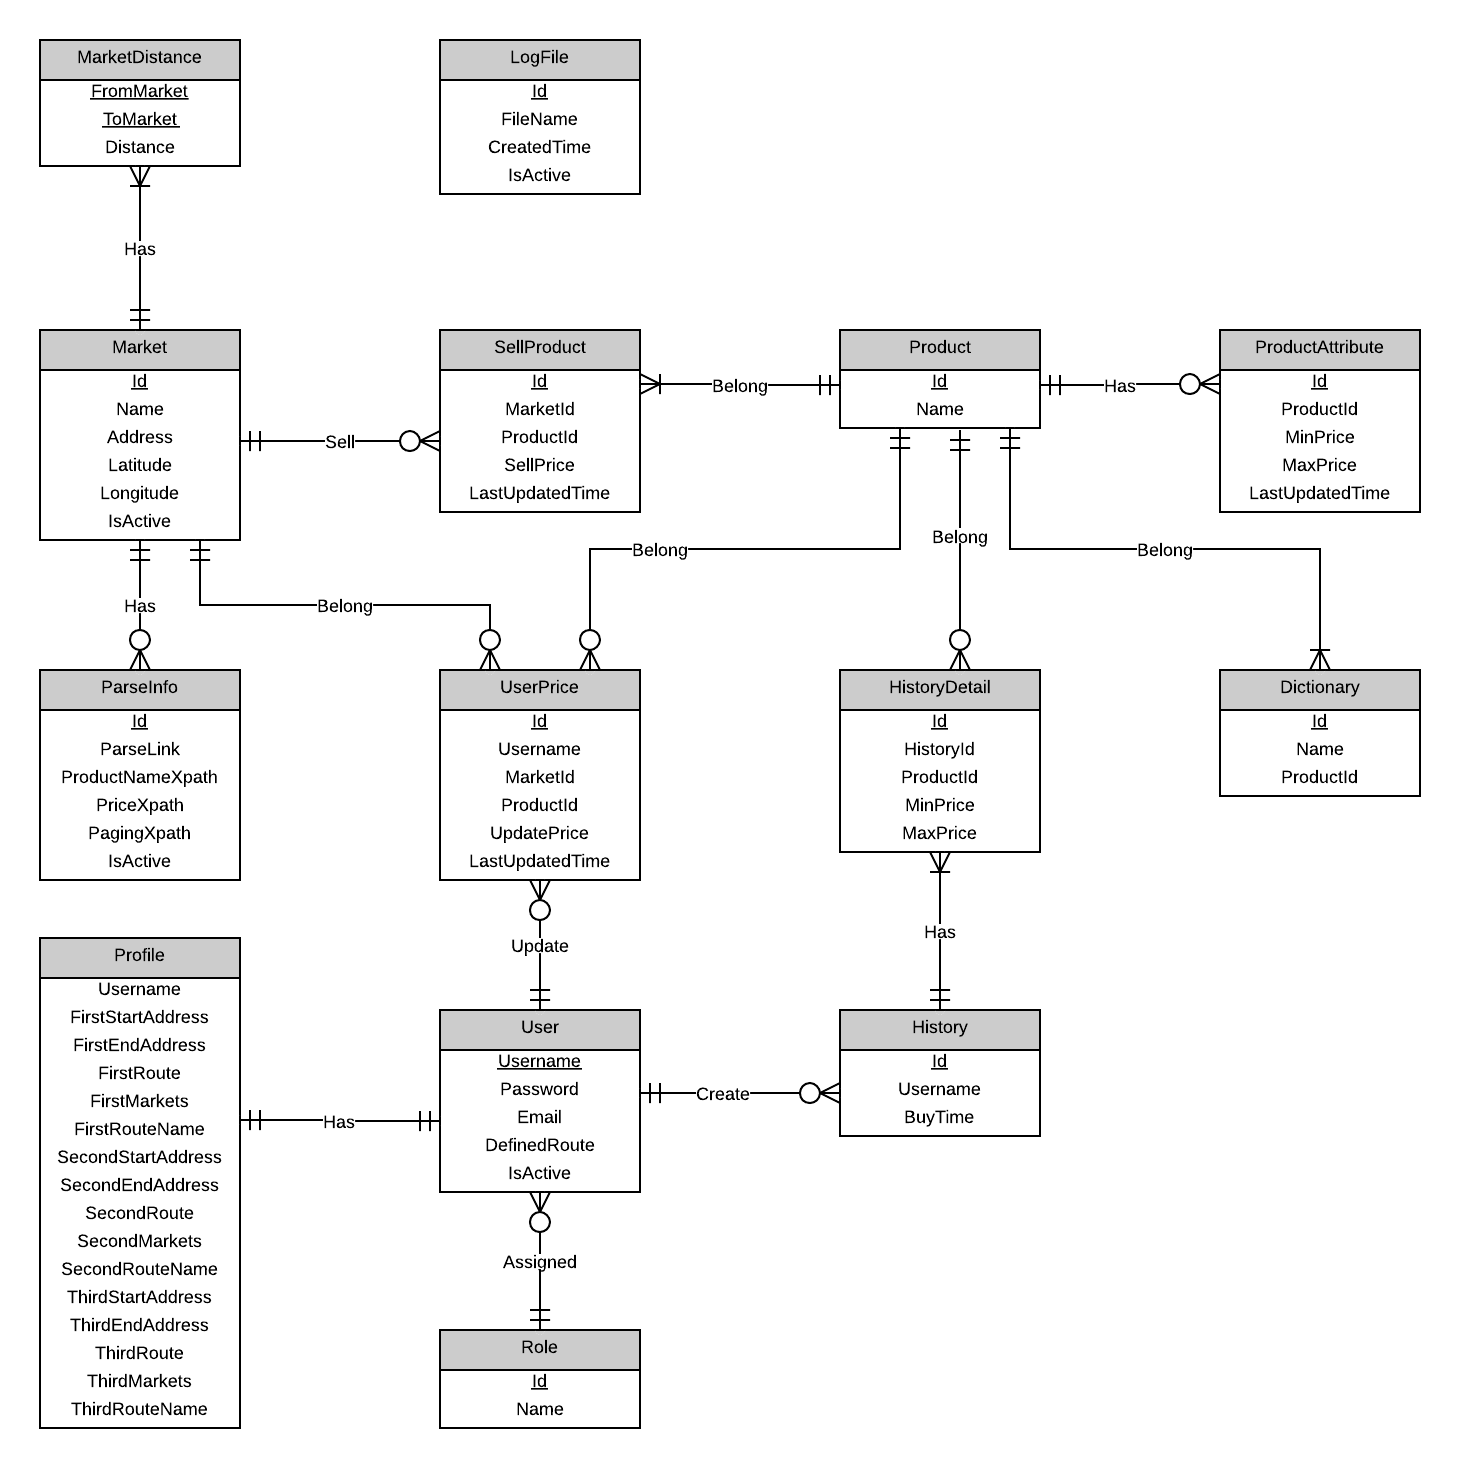 MarketDistance
FromMarket
ToMarket
Distance
LogFile
Id
FileName
CreatedTime
IsActive
Has
Market
Id
Name
Address
Latitude
Longitude
IsActive
Sell
SellProduct
Id
MarketId
ProductId
SellPrice
LastUpdatedTime
Belong
Product
Id
Name
Has
ProductAttribute
Id
ProductId
MinPrice
MaxPrice
LastUpdatedTime
Has
Belong
Belong
Belong
Belong
ParseInfo
Id
ParseLink
ProductNameXpath
PriceXpath
PagingXpath
IsActive
UserPrice
Id
Username
MarketId
ProductId
UpdatePrice
LastUpdatedTime
HistoryDetail
Id
HistoryId
ProductId
MinPrice
MaxPrice
Dictionary
Id
Name
ProductId
Update
Has
Profile
Username
FirstStartAddress
FirstEndAddress
FirstRoute
FirstMarkets
FirstRouteName
SecondStartAddress
SecondEndAddress
SecondRoute
SecondMarkets
SecondRouteName
ThirdStartAddress
ThirdEndAddress
ThirdRoute
ThirdMarkets
ThirdRouteName
Has
User
Username
Password
Email
DefinedRoute
IsActive
Create
History
Id
Username
BuyTime
Assigned
Role
Id
Name